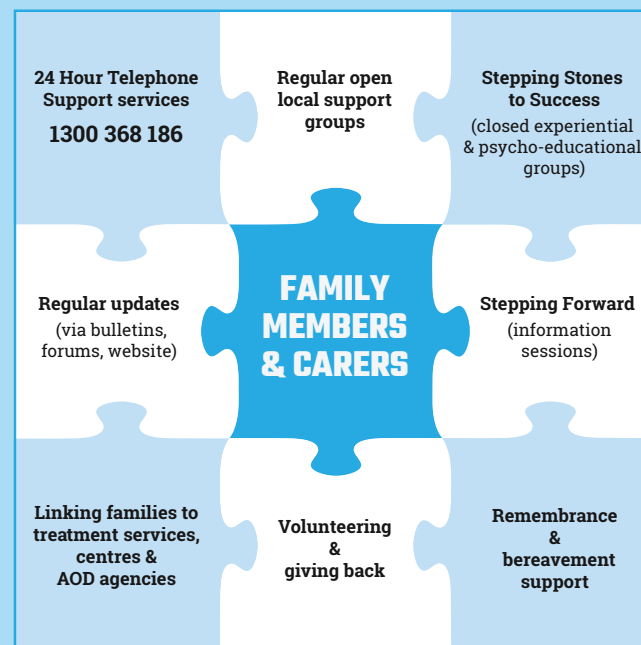 24 Hour Telephone
Support services
1300 368 186
Regular open
local support
groups
Stepping Stones
to Success
(closed experiential
& psycho-educational
groups)
Regular updates
(via bulletins,
forums, website)
FAMILY
MEMBERS
& CARERS
Stepping Forward
(information
sessions)
Linking families to
treatment services,
centres &
AOD agencies
Volunteering
&
giving back
Remembrance
&
bereavement
support